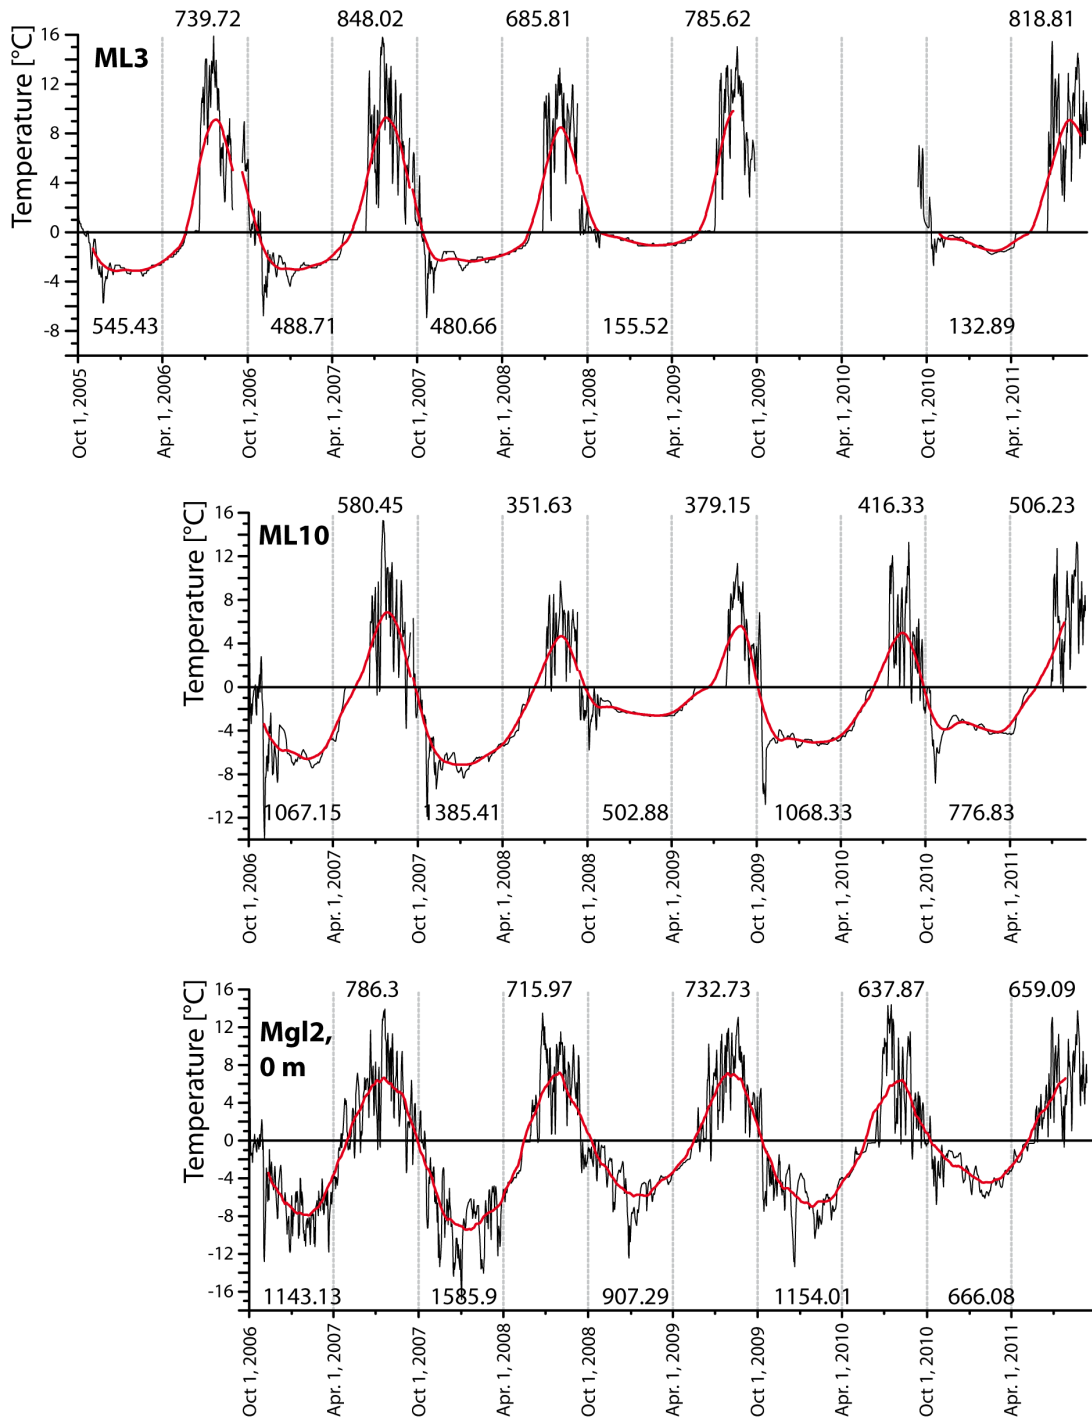 739.72 848.02 685.81 785.62 818.81
Temperature [°C]
16
ML3
12
8
4
0
-4
-8
545.43 488.71 480.66 155.52 132.89
Oct 1, 2005
Apr. 1, 2006
Oct 1, 2006
Apr. 1, 2007
Oct 1, 2007
Apr. 1, 2008
Oct 1, 2008
Apr. 1, 2009
Oct 1, 2009
Apr. 1, 2010
Oct 1, 2010
Apr. 1, 2011
580.45 351.63 379.15 416.33 506.23
Temperature [°C]
16
ML10
12
8
4
0
-4
-8
-12
1067.15 1385.41 502.88 1068.33 776.83
Oct 1, 2006
Apr. 1, 2007
Oct 1, 2007
Apr. 1, 2008
Oct 1, 2008
Apr. 1, 2009
Oct 1, 2009
Apr. 1, 2010
Oct 1, 2010
Apr. 1, 2011
786.3 715.97 732.73 637.87 659.09
Temperature [°C]
16
Mgl2,
0 m
12
8
4
0
-4
-8
-12
-16
1143.13 1585.9 907.29 1154.01 666.08
Oct 1, 2006
Apr. 1, 2007
Oct 1, 2007
Apr. 1, 2008
Oct 1, 2008
Apr. 1, 2009
Oct 1, 2009
Apr. 1, 2010
Oct 1, 2010
Apr. 1, 2011